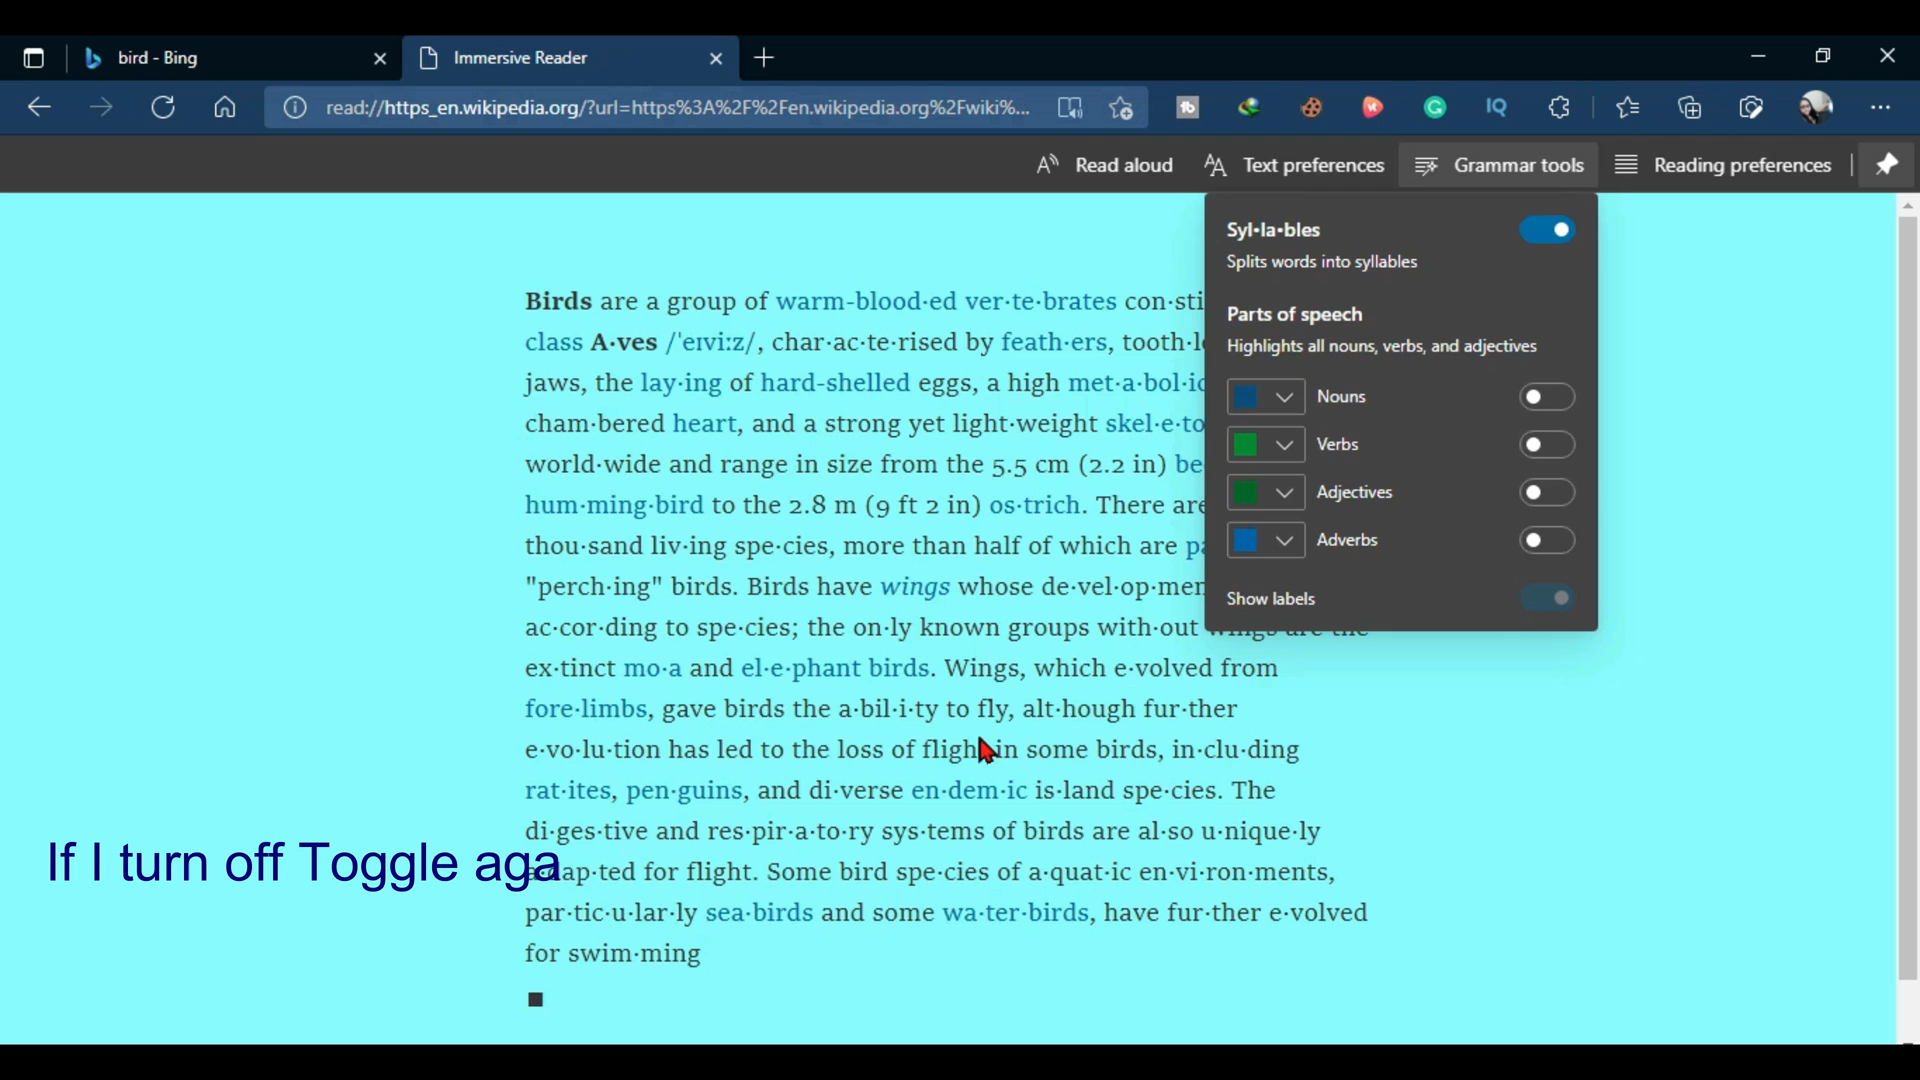 bird - Bing
Immersive Reader
read://https_en.wikipedia.org/?url=https%3A%2F%2Fen.wikipedia.org%2Fwiki%...
Read aloud
Text preferences
Grammar tools
Reading preferences
Birds are a group of warm-blood·ed ver·te·brates con·sti
class A·ves /ˈeɪviːz/, char·ac·te·rised by feath·ers, tooth·l
jaws, the lay·ing of hard-shelled eggs, a high met·a·bol·ic
cham·bered heart, and a strong yet light·weight skel·e·to
world·wide and range in size from the 5.5 cm (2.2 in) be
hum·ming·bird to the 2.8 m (9 ft 2 in) os·trich. There are
thou·sand liv·ing spe·cies, more than half of which are pa
"perch·ing" birds. Birds have wings whose de·vel·op·men
ac·cor·ding to spe·cies; the on·ly known groups with·out wings are the
ex·tinct mo·a and el·e·phant birds. Wings, which e·volved from
fore·limbs, gave birds the a·bil·i·ty to fly, alt·hough fur·ther
e·vo·lu·tion has led to the loss of flight in some birds, in·clu·ding
rat·ites, pen·guins, and di·verse en·dem·ic is·land spe·cies. The
di·ges·tive and res·pir·a·to·ry sys·tems of birds are al·so u·nique·ly
a·dap·ted for flight. Some bird spe·cies of a·quat·ic en·vi·ron·ments,
par·tic·u·lar·ly sea·birds and some wa·ter·birds, have fur·ther e·volved
for swim·ming
Syl•la•bles
Splits words into syllables
Parts of speech
Highlights all nouns, verbs, and adjectives
Nouns
Verbs
Adjectives
Adverbs
Show labels
If I turn off Toggle aga